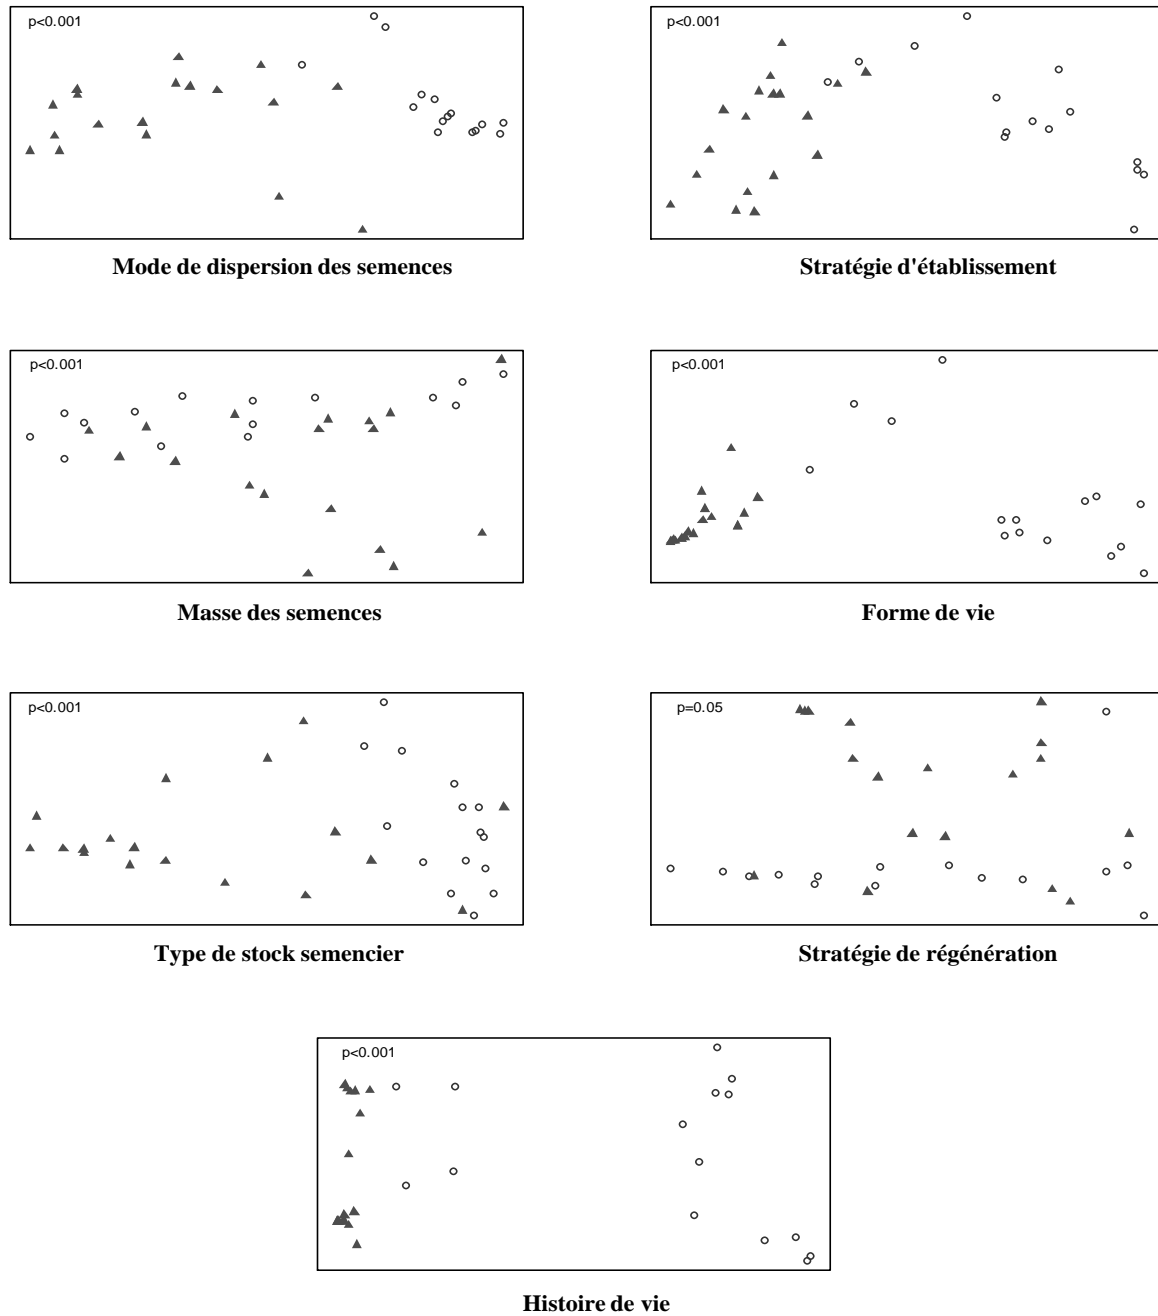 p<0.001
p<0.001
Mode de dispersion des semences
Stratégie d'établissement
p<0.001
p<0.001
Masse des semences
Forme de vie
p<0.001
p=0.05
Type de stock semencier
Stratégie de régénération
p<0.001
Histoire de vie